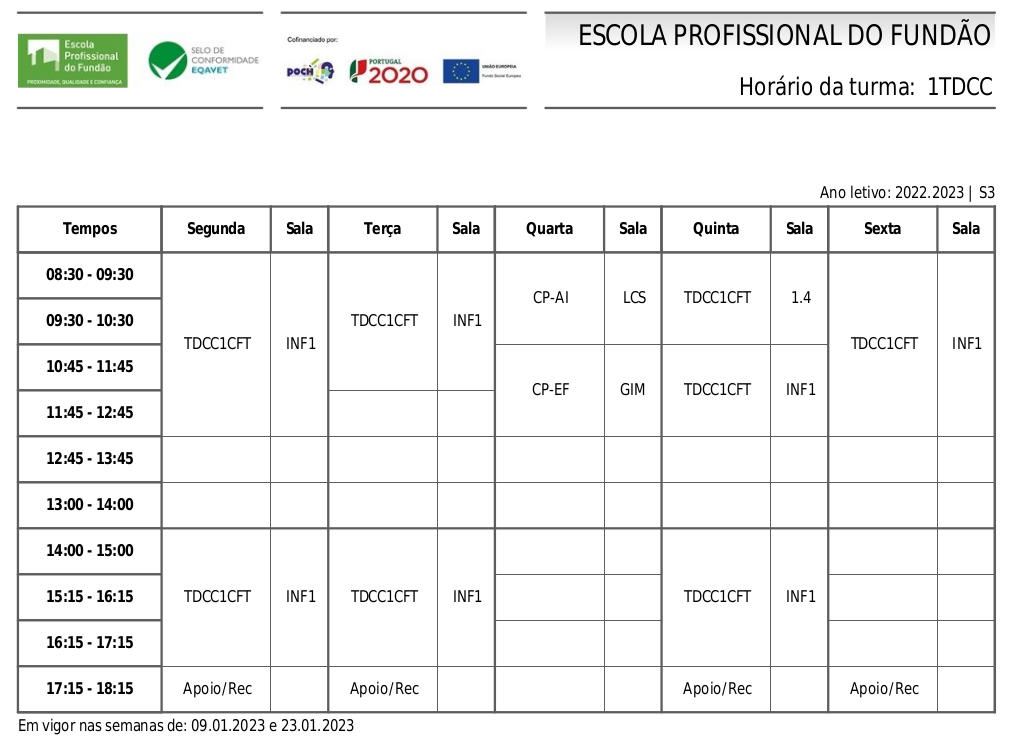 Escola
Profissional
do Fundão
PROXIMIDADE, QUALIDADE E CONFIANÇA
SELO DE
CONFORMIDADE
EQAVET
Cofinanciado por:
POCH
PORTUGAL
2020
UNIÃO EUROPEIA
Fundo Social Europeu
ESCOLA PROFISSIONAL DO FUNDÃO
Horário da turma: 1TDCC
Ano letivo: 2022.2023 | S3
Tempos Segunda Sala Terça Sala Quarta Sala Quinta Sala Sexta Sala
08:30 - 09:30
CP-AI LCS TDCC1CFT 1.4
09:30 - 10:30
TDCC1CFT INF1
TDCC1CFT INF1
TDCC1CFT INF1
10:45 - 11:45
CP-EF GIM TDCC1CFT INF1
11:45 - 12:45
12:45 - 13:45
13:00 - 14:00
14:00 - 15:00
15:15 - 16:15 TDCC1CFT INF1 TDCC1CFT INF1 TDCC1CFT INF1
16:15 - 17:15
17:15 - 18:15 Apoio/Rec Apoio/Rec Apoio/Rec Apoio/Rec
Em vigor nas semanas de: 09.01.2023 e 23.01.2023